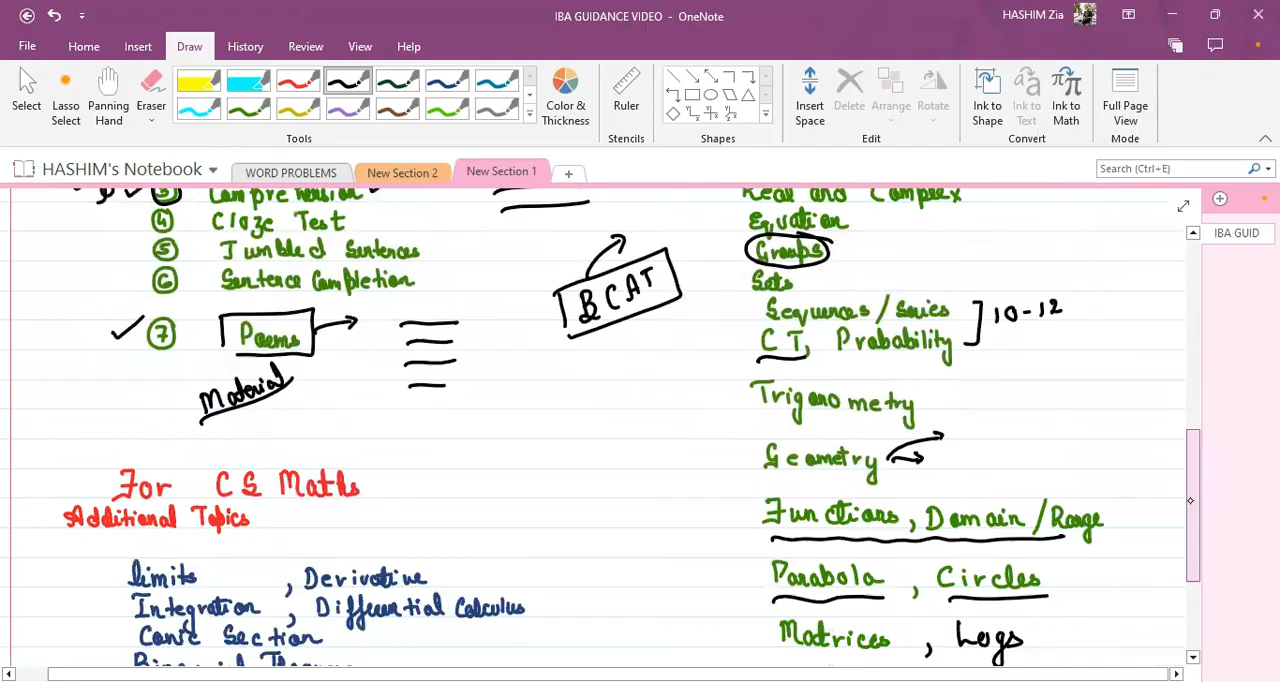 IBA GUIDANCE VIDEO - OneNote
HASHIM Zia
File Home Insert Draw History Review View Help
Select
Lasso Select
Panning Hand
Eraser
Color & Thickness
Ruler
Insert Space
Delete
Arrange
Rotate
Ink to Shape
Ink to Text
Ink to Math
Full Page View
Tools
Stencils
Shapes
Edit
Convert
Mode
HASHIM's Notebook
WORD PROBLEMS
New Section 2
New Section 1
Search (Ctrl+E)
IBA GUID
③ Comprehension
④ Cloze Test
⑤ Jumbled Sentences
⑥ Sentence Completion
⑦ Poems
Material
BCAT
For CS Maths
Additional Topics
limits , Derivative
Integration , Differential Calculus
Conic Section
Binomial Theorem
Real and Complex
Equation
Groups
Sets
Sequences / Series
CT, Probability
10-12
Trigonometry
Geometry
Functions, Domain / Range
Parabola , Circles
Matrices , Logs